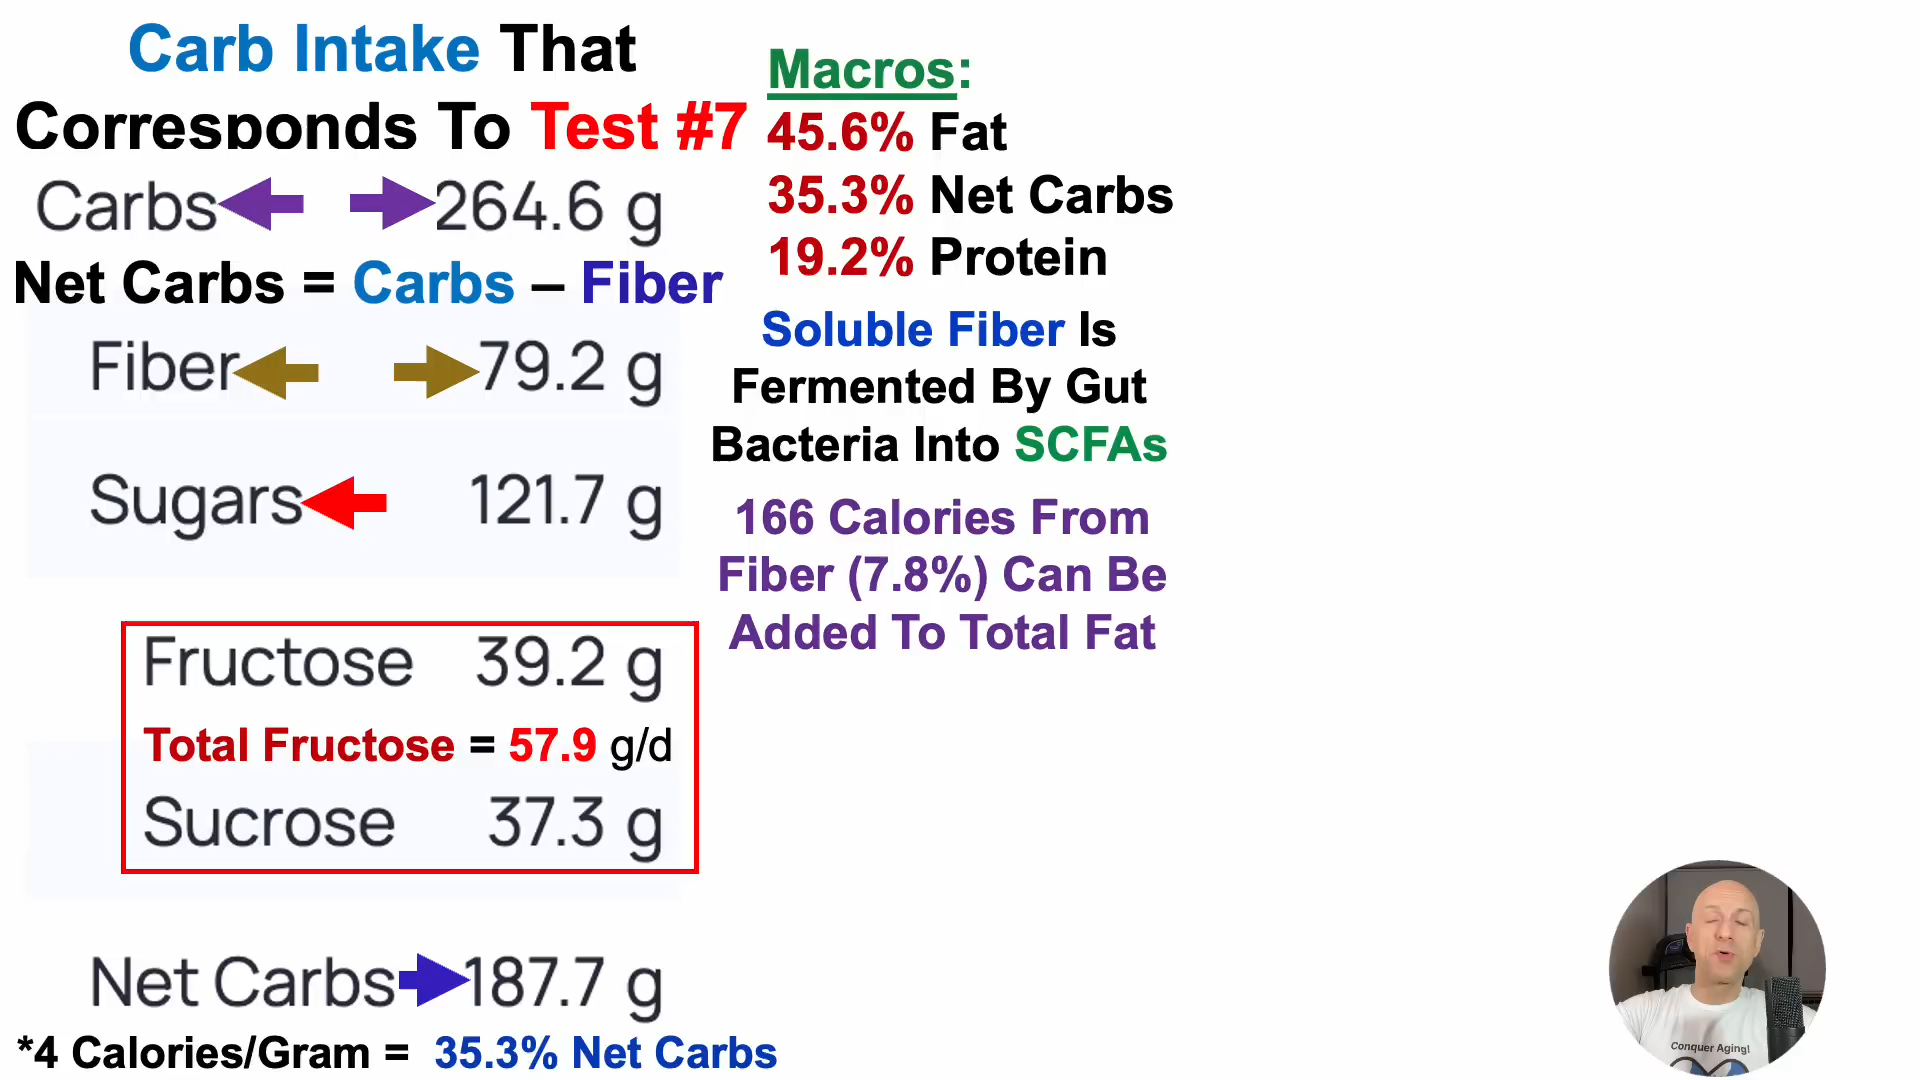 Carb Intake That
Corresponds To Test #7
Carbs 264.6 g
Net Carbs = Carbs – Fiber
Fiber 79.2 g
Sugars 121.7 g
Fructose 39.2 g
Total Fructose = 57.9 g/d
Sucrose 37.3 g
Net Carbs 187.7 g
*4 Calories/Gram = 35.3% Net Carbs
Macros:
45.6% Fat
35.3% Net Carbs
19.2% Protein
Soluble Fiber Is
Fermented By Gut
Bacteria Into SCFAs
166 Calories From
Fiber (7.8%) Can Be
Added To Total Fat
Conquer Aging!